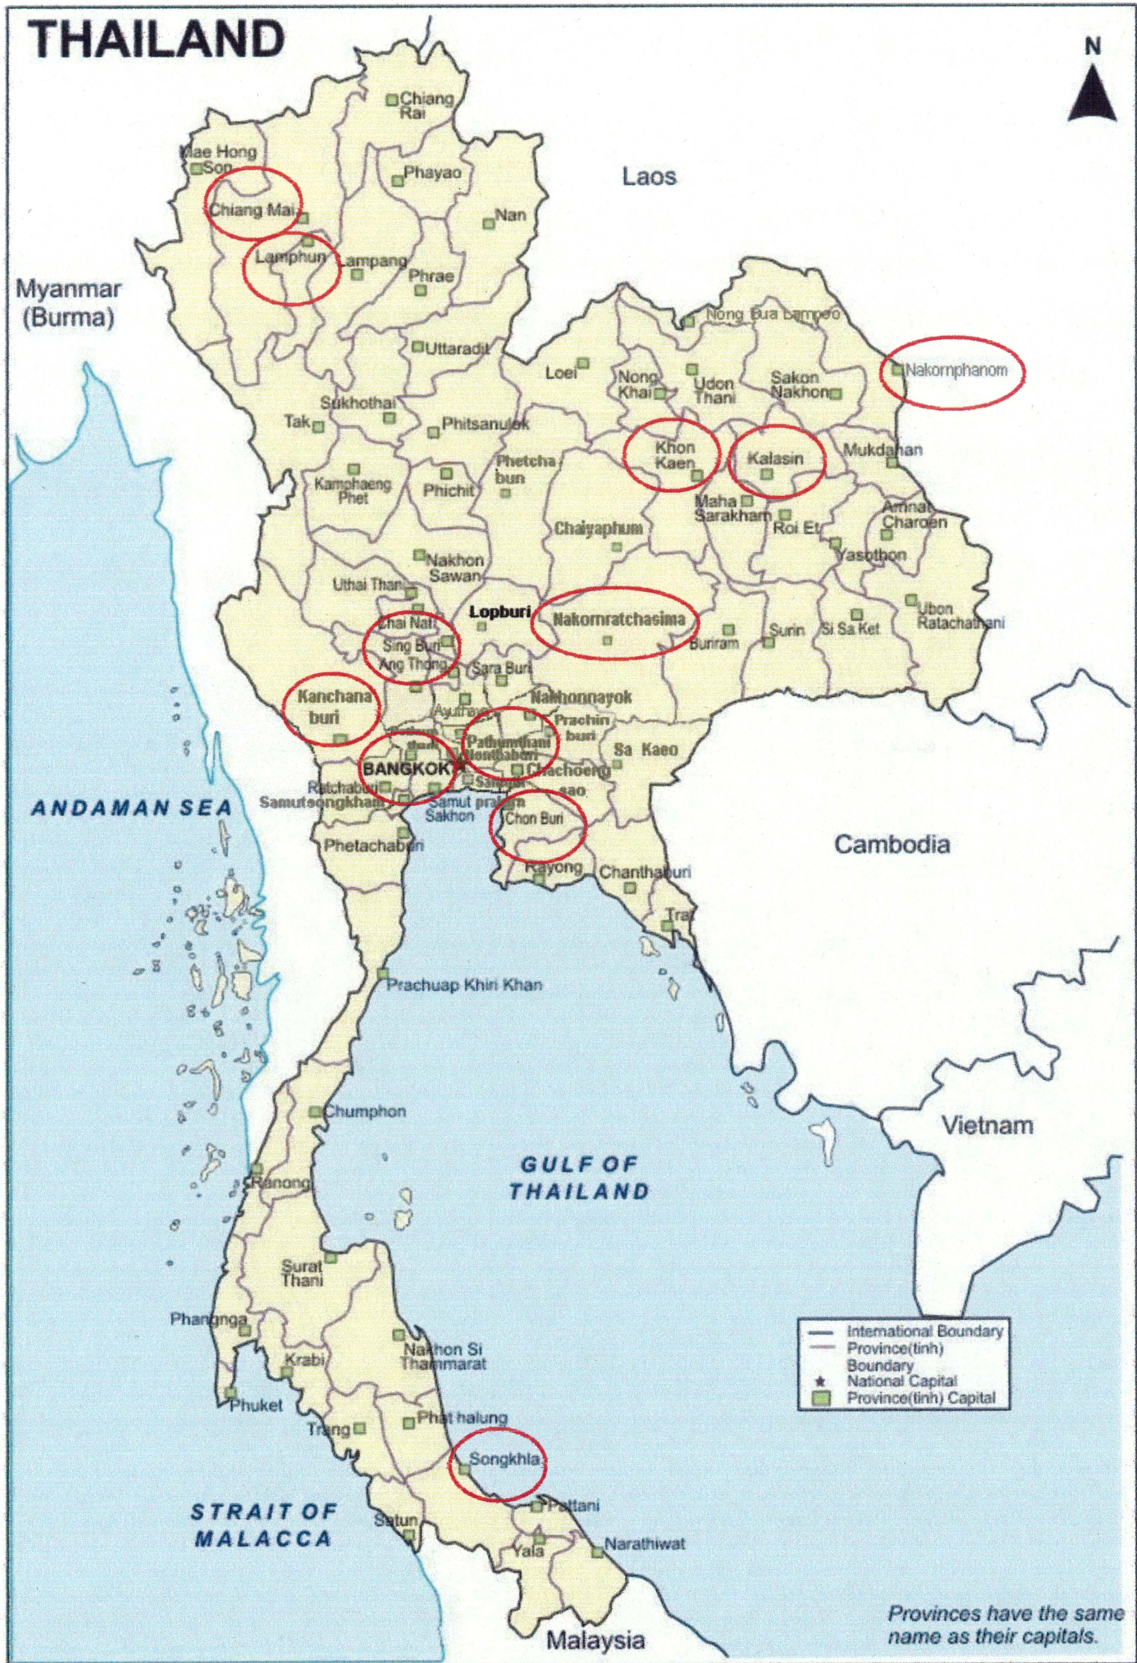 THAILAND
N
Chiang
Rai
Mae Hong
Son
Phayao
Laos
Chiang Mai
Nan
Lamphun
Lampang
Phrae
Myanmar
(Burma)
Nong Bua Lampoo
Uttaradit
Loei
Nong
Khai
Udon
Thani
Sakon
Nakhon
Nakornphanom
Sukhothai
Tak
Phitsanulok
Khon
Kaen
Kalasin
Mukdahan
Phetcha
bun
Kamphaeng
Phet
Phichit
Maha
Sarakham
Roi Et
Amnat
Charoen
Chaiyaphum
Yasothon
Nakhon
Sawan
Uthai Than
Chai Nat
Lopburi
Nakornratchasima
Buriram
Surin
Si Sa Ket
Ubon
Ratachathani
Sing Buri
Ang Thong
Sara Buri
Kanchana
buri
Ayuthaya
Nakhonnayok
Prachin
buri
Pathumthani
Nonthaburi
Sa Kaeo
BANGKOK
Chachoeng
sao
Ratchaburi
Samutsongkham
Samut prakarn
Sakhon
Chon Buri
ANDAMAN SEA
Phetachaburi
Cambodia
Rayong
Chanthaburi
Trat
Prachuap Khiri Khan
Chumphon
Vietnam
GULF OF
THAILAND
Ranong
Surat
Thani
Phangnga
Nakhon Si
Thammarat
Krabi
Phuket
Trang
Phat halung
International Boundary
Province(tinh)
Boundary
National Capital
Province(tinh) Capital
Songkhla
STRAIT OF
MALACCA
Satun
Pattani
Yala
Narathiwat
Malaysia
Provinces have the same
name as their capitals.